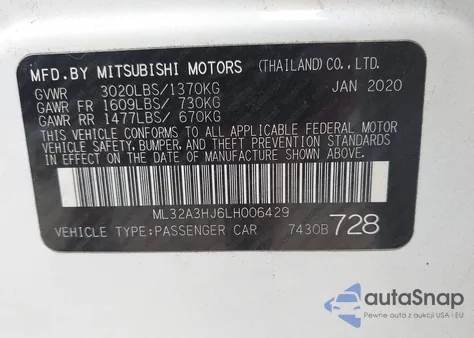 MFD.BY MITSUBISHI MOTORS (THAILAND) CO., LTD.
GVWR 3020LBS/1370KG JAN 2020
GAWR FR 1609LBS/ 730KG
GAWR RR 1477LBS/ 670KG
THIS VEHICLE CONFORMS TO ALL APPLICABLE FEDERAL MOTOR
VEHICLE SAFETY, BUMPER, AND THEFT PREVENTION STANDARDS
IN EFFECT ON THE DATE OF MANUFACTURE SHOWN ABOVE.
ML32A3HJ6LH006429
VEHICLE TYPE:PASSENGER CAR 7430B 728
autoSnap
Pewne auta z USA i EU